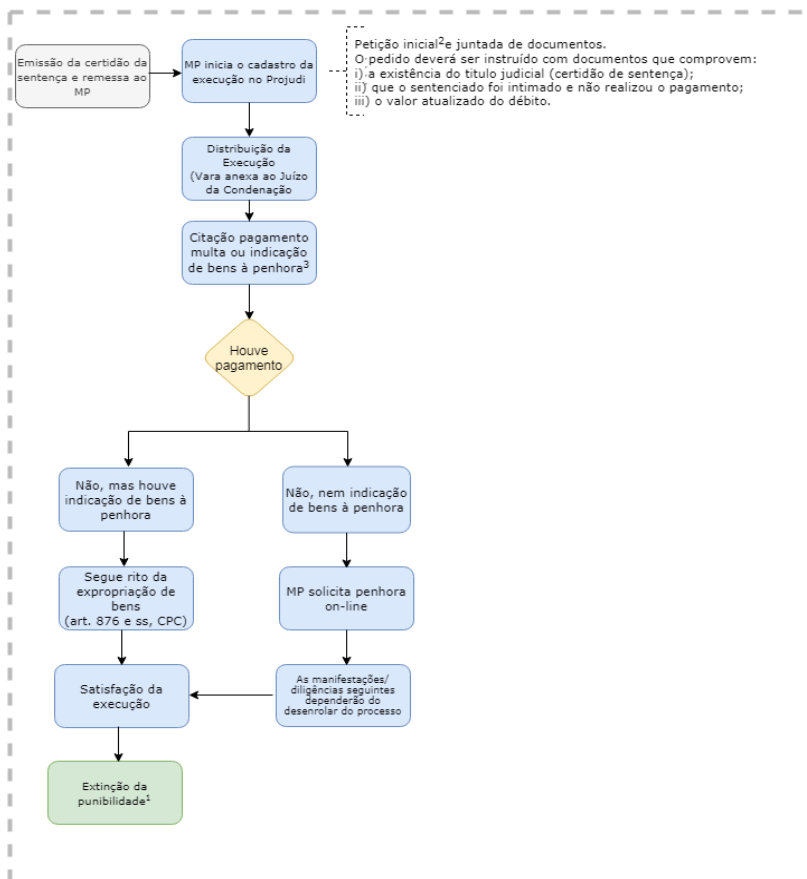 Emissão da certidão da
sentença e remessa ao
MP
MP inicia o cadastro da
execução no Projudi
Petição inicial²e juntada de documentos.
O pedido deverá ser instruído com documentos que comprovem:
i) a existência do titulo judicial (certidão de sentença);
ii) que o sentenciado foi intimado e não realizou o pagamento;
iii) o valor atualizado do débito.
Distribuição da
Execução
(Vara anexa ao Juízo
da Condenação
Citação pagamento
multa ou indicação
de bens à penhora³
Houve
pagamento
Não, mas houve
indicação de bens à
penhora
Não, nem indicação
de bens à penhora
Segue rito da
expropriação de
bens
(art. 876 e ss, CPC)
MP solicita penhora
on-line
Satisfação da
execução
As manifestações/
diligências seguintes
dependerão do
desenrolar do processo
Extinção da
punibilidade¹